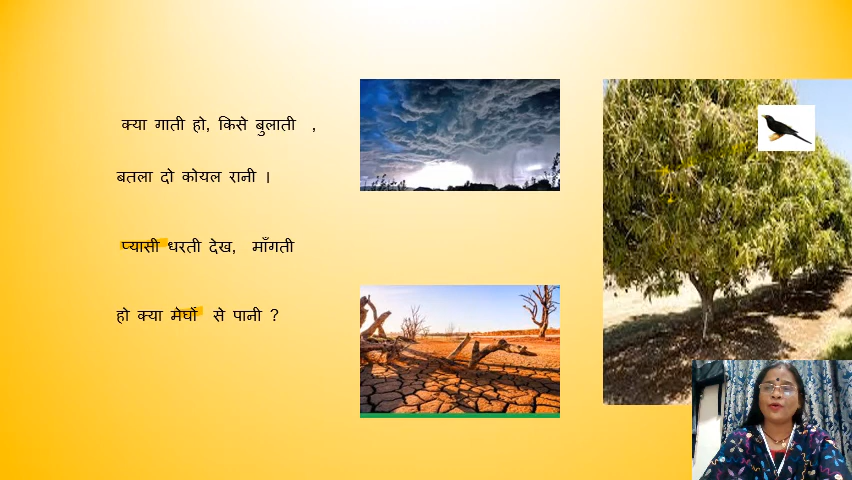 क्या गाती हो, किसे बुलाती ,
बतला दो कोयल रानी ।
प्यासी धरती देख, माँगती
हो क्या मेघों से पानी ?